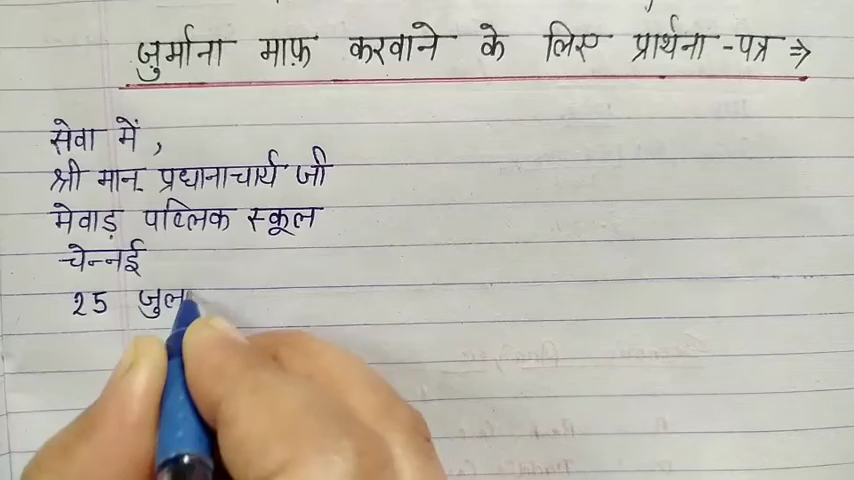 जुर्माना माफ़ करवाने के लिए प्रार्थना-पत्र ⇒
सेवा में,
श्री मान् प्रधानाचार्य जी
मेवाड़ पब्लिक स्कूल
चेन्नई
25 जुल